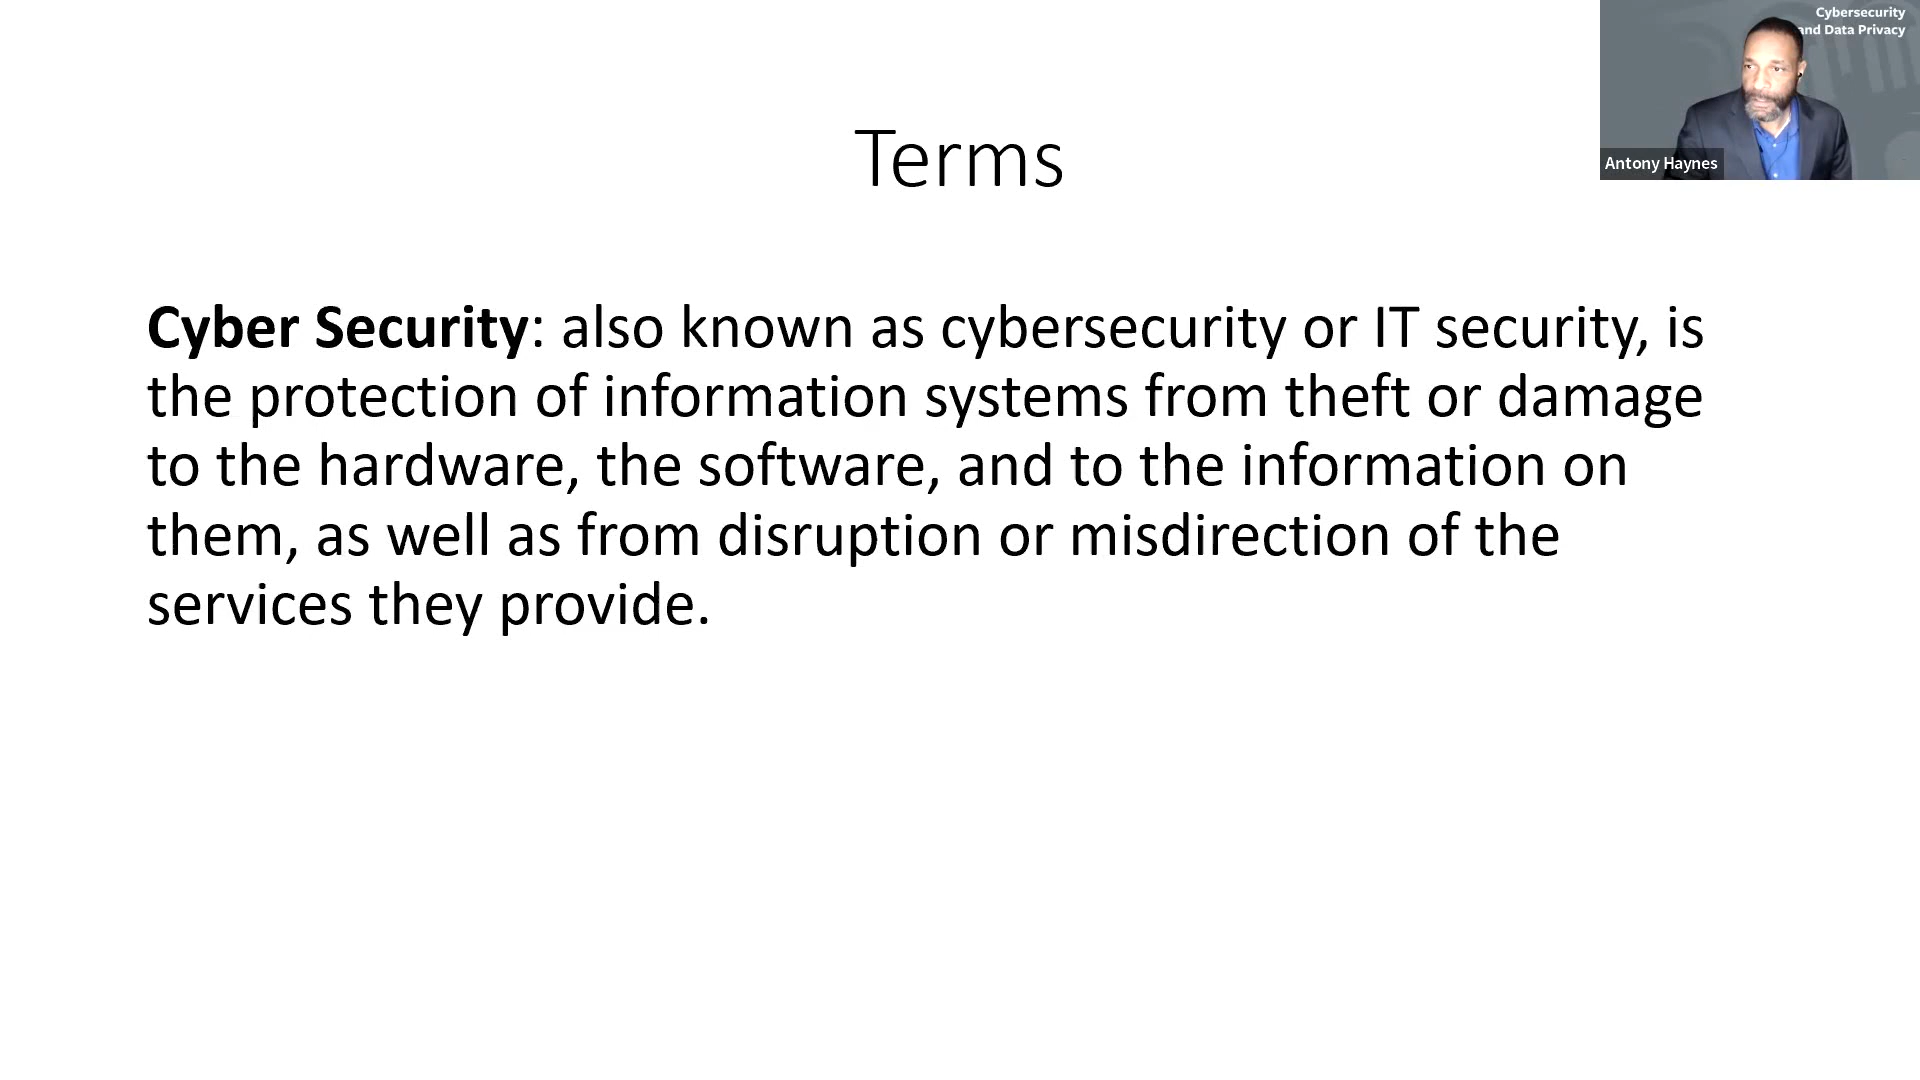 Cybersecurity
and Data Privacy
Antony Haynes
Terms
Cyber Security: also known as cybersecurity or IT security, is
the protection of information systems from theft or damage
to the hardware, the software, and to the information on
them, as well as from disruption or misdirection of the
services they provide.